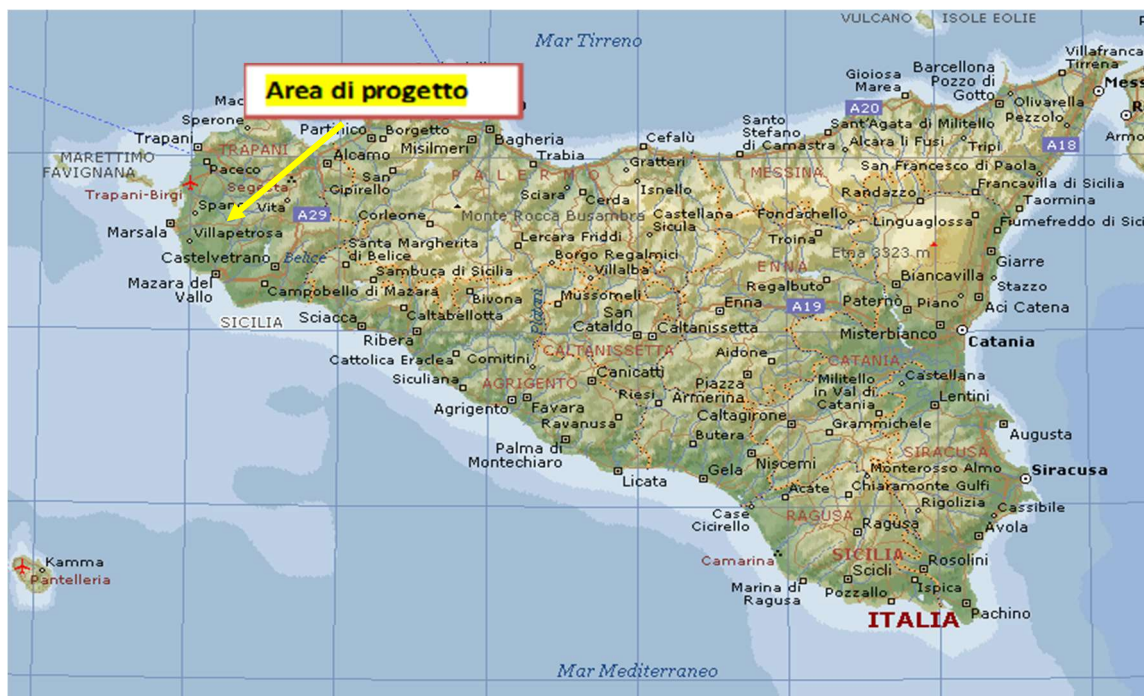 VULCANO
ISOLE EOLIE
Mar Tirreno
Villafranca
Tirrena
Barcellona
Pozzo di
Gotto
Gioiosa
Marea
Mess
Olivarella
Area di progetto
A20
Pezzolo
Sperone
Partinico
Borgetto
Santo
Stefano
di Camastra
Sant'Agata di Militello
Trapani
TRAPANI
Misilmeri
Bagheria
Cefalù
Alcara li Fusi
Tripi
A18
MARETTIMO
FAVIGNANA
Paceco
Alcamo
Trabia
Gratteri
San Francesco di Paola
San
Cipirello
PALERMO
MESSINA
Trapani-Birgi
Segesta
Sciara
Cerda
Isnello
Randazzo
Francavilla di Sicilia
Vita
A29
Corleone
Monte Rocca Busambra
Castellana
Sicula
Fondachello
Linguaglossa
Taormina
Marsala
Villapetrosa
Fiumefreddo di Sici
Santa Margherita
di Belice
Lercara Friddi
Troina
Etna 3323 m
Castelvetrano
Belice
Borgo Regalmici
Giarre
Sambuca di Sicilia
Villalba
ENNA
Regalbuto
Biancavilla
Mazara del
Vallo
Campobello di Mazara
Bivona
Mussomeli
Enna
A19
Paternò
Piano
Stazzo
Aci Catena
SICILIA
Sciacca
Caltabellotta
Platani
San
Cataldo
Caltanissetta
Misterbianco
Ribera
Catania
Cattolica Eraclea
Comitini
CALTANISSETTA
Aidone
CATANIA
Siculiana
AGRIGENTO
Canicatti
Piazza
Armerina
Militello
in Val di
Catania
Castellana
Agrigento
Favara
Riesi
Caltagirone
Lentini
Ravanusa
Grammichele
Butera
Augusta
Palma di
Montechiaro
SIRACUSA
Niscemi
Monterosso Almo
Siracusa
Licata
Gela
Acate
Chiaramonte Gulfi
Case
Cicirello
Rigolizia
Cassibile
RAGUSA
Ragusa
Avola
Kamma
Camarina
SICILIA
Rosolini
Pantelleria
Scicli
Marina di
Ragusa
Pozzallo
Ispica
ITALIA
Pachino
Mar Mediterraneo